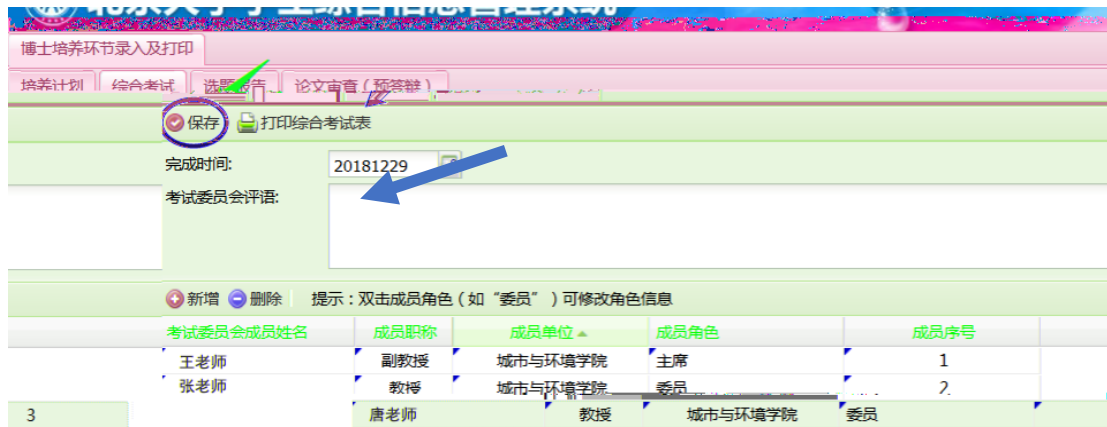 博士培养环节录入及打印
培养计划 综合考试 选题报告 论文审查（预答辩）
保存 打印综合考试表
完成时间: 20181229
考试委员会评语:
新增 删除 提示：双击成员角色（如“委员”）可修改角色信息
考试委员会成员姓名 成员职称 成员单位 成员角色 成员序号
王老师 副教授 城市与环境学院 主席 1
张老师 教授 城市与环境学院 委员 2
3 唐老师 教授 城市与环境学院 委员